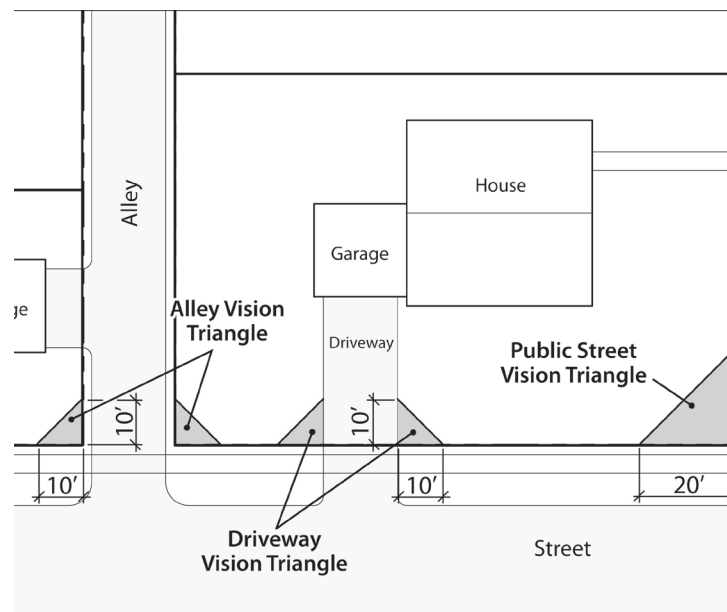 House
Alley
Garage
ge
Alley Vision
Triangle
Driveway
Public Street
Vision Triangle
10’
10’
10’
10’
20’
Driveway
Vision Triangle
Street